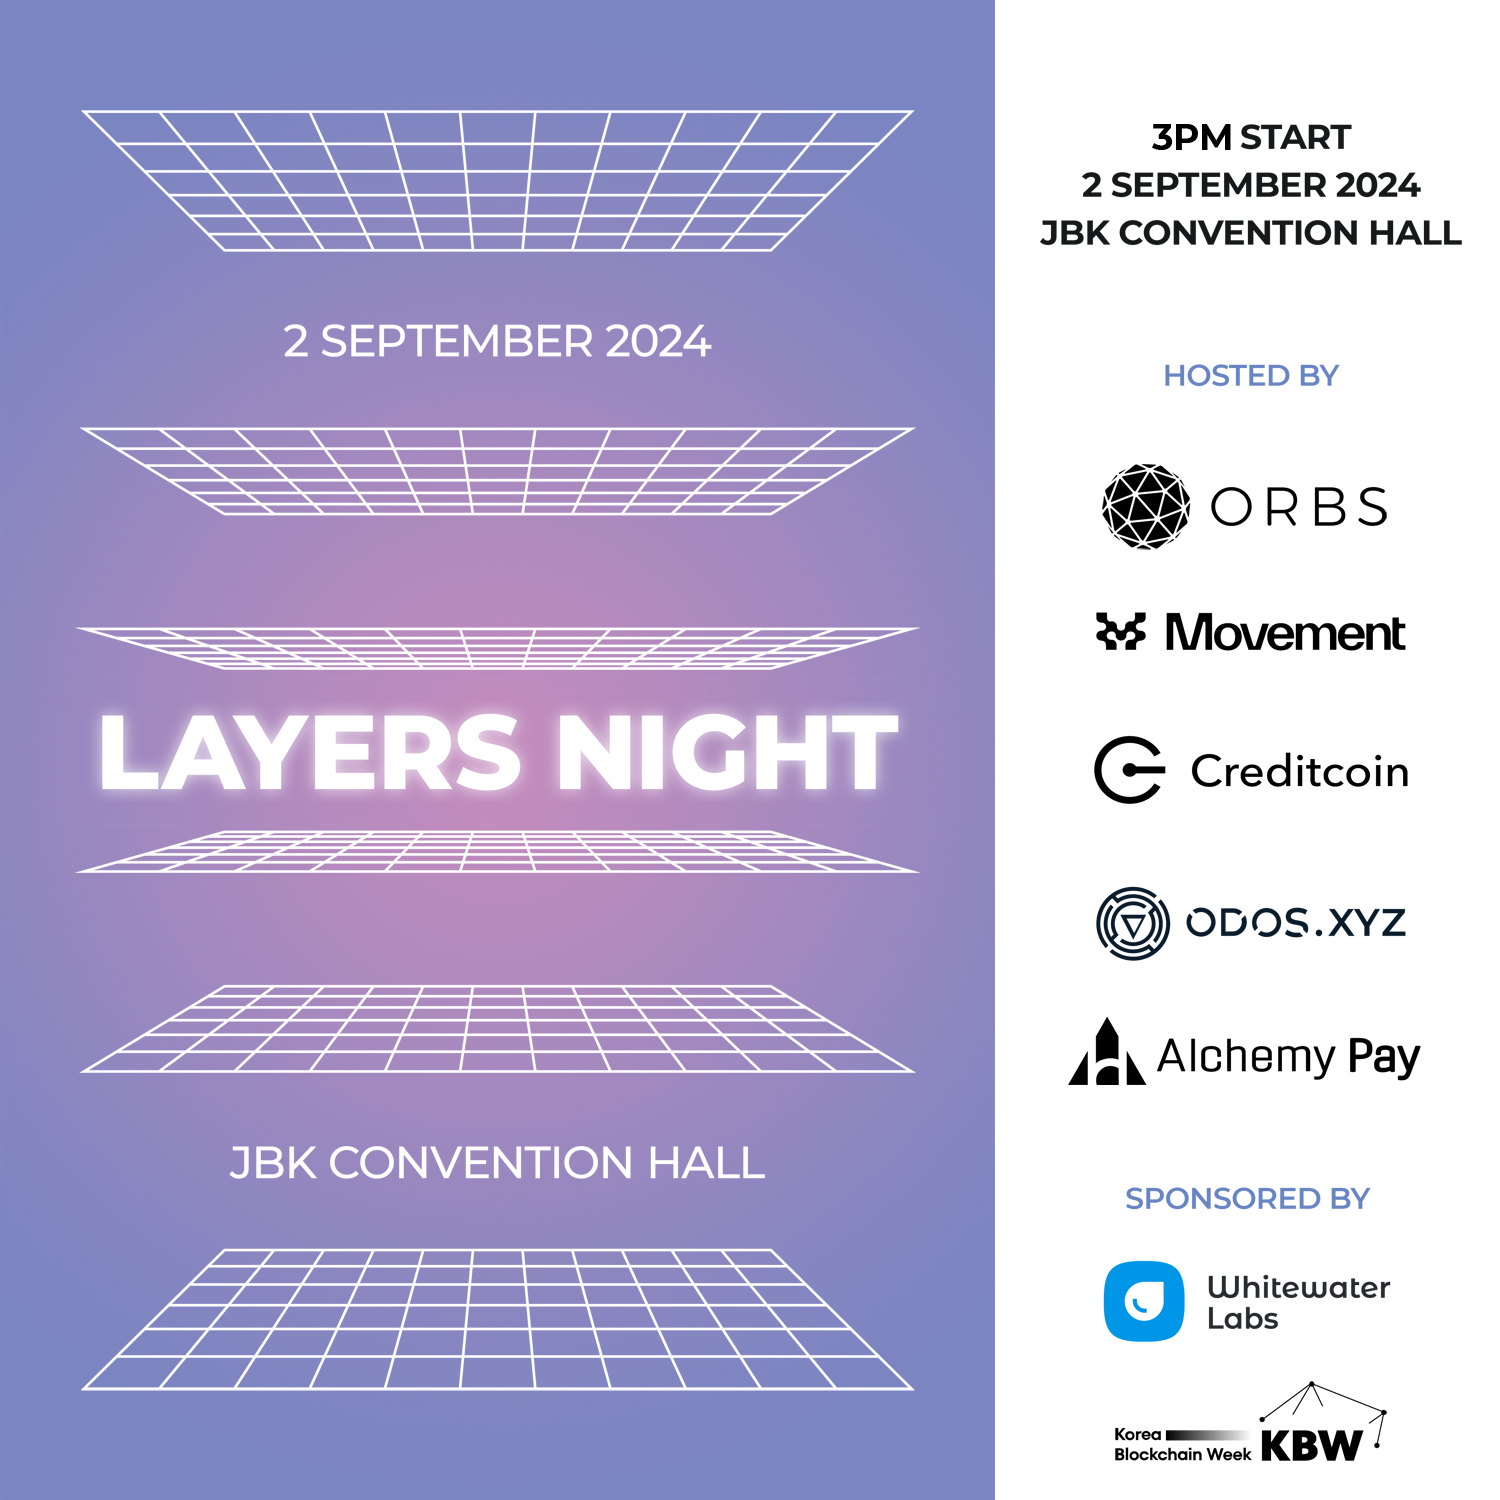 2 SEPTEMBER 2024
LAYERS NIGHT
JBK CONVENTION HALL
3PM START
2 SEPTEMBER 2024
JBK CONVENTION HALL
HOSTED BY
ORBS
Movement
Creditcoin
ODOS.XYZ
Alchemy Pay
SPONSORED BY
Whitewater
Labs
Korea
Blockchain Week
KBW